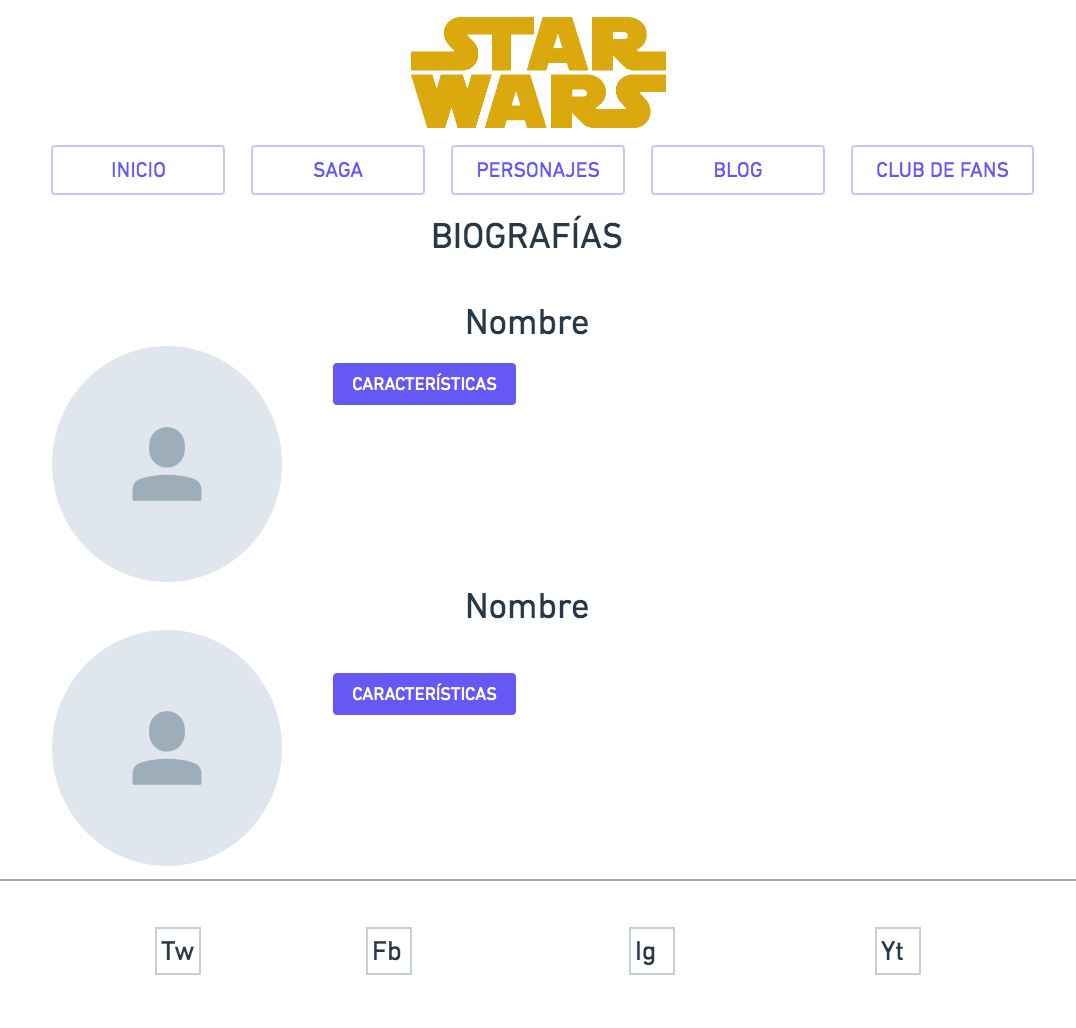 STAR
WARS
INICIO
SAGA
PERSONAJES
BLOG
CLUB DE FANS
BIOGRAFÍAS
Nombre
CARACTERÍSTICAS
Nombre
CARACTERÍSTICAS
Tw
Fb
Ig
Yt